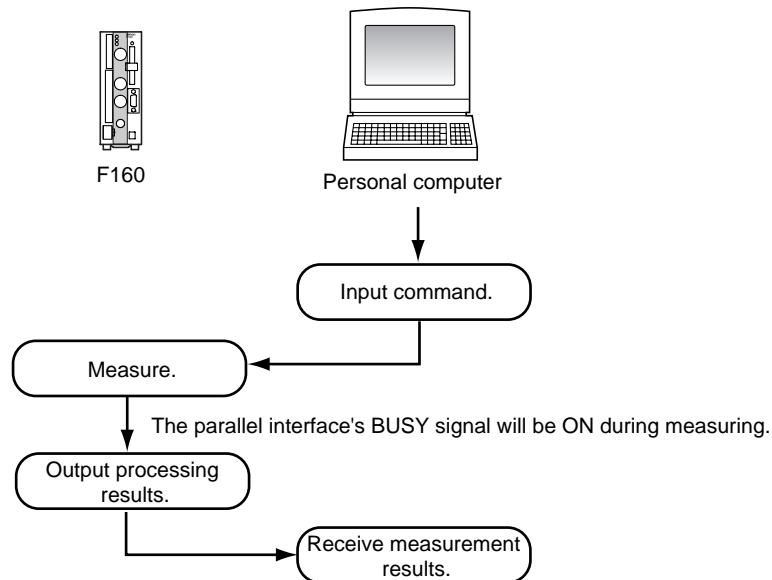 F160
Personal computer
Input command.
Measure.
The parallel interface's BUSY signal will be ON during measuring.
Output processing
results.
Receive measurement
results.